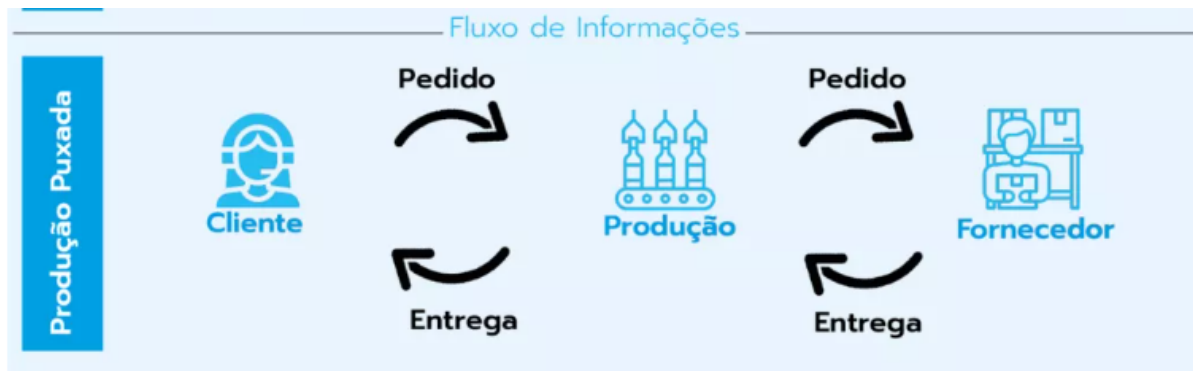 Fluxo de Informações
Produção Puxada
Pedido
Pedido
Cliente
Produção
Fornecedor
Entrega
Entrega